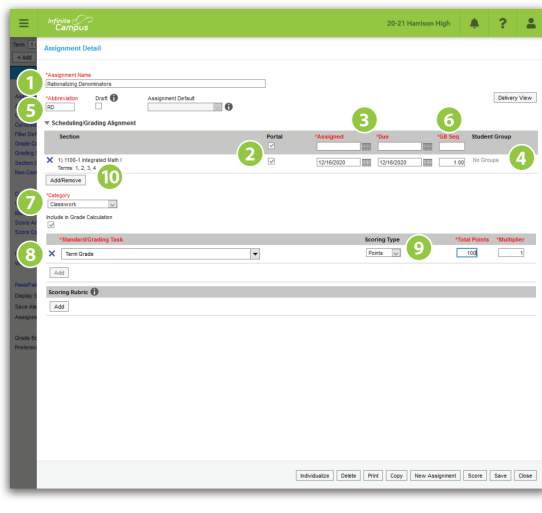 Infinite Campus
20-21 Harrison High
?
Term
+ Add
Assignment Detail
1
*Assignment Name
Rationalizing Denominators
Delivery View
5
*Abbreviation
Draft
Assignment Default
RD
3
6
Scheduling/Grading Alignment
Section
Portal
*Assigned
*Due
*GB Seq
Student Group
2
4
1) 1100-1 Integrated Math I
12/16/2020
12/16/2020
1.00
No Groups
Terms: 1, 2, 3, 4
10
Add/Remove
7
*Category
Classwork
Include in Grade Calculation
*Standard/Grading Task
Scoring Type
*Total Points
*Multiplier
8
Term Grade
Points
9
100
1
Add
Scoring Rubric
Add
Individualize
Delete
Print
Copy
New Assignment
Score
Save
Close